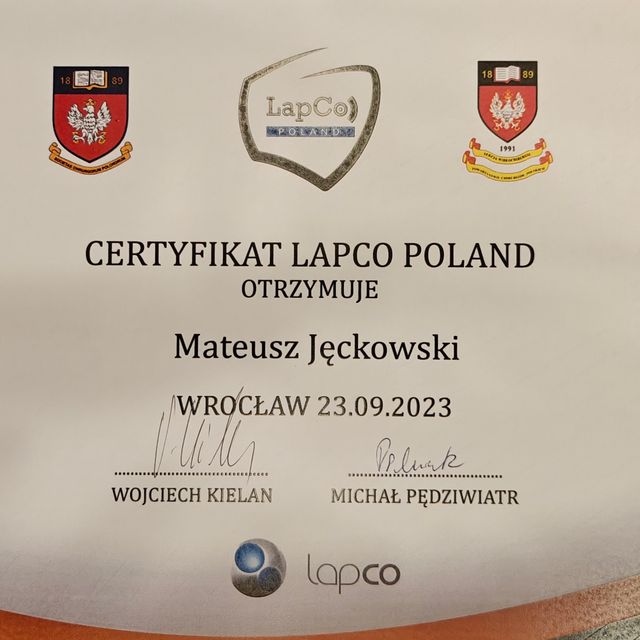 18 89
LapCo
POLAND
18 89
1991
CERTYFIKAT LAPCO POLAND
OTRZYMUJE
Mateusz Jęckowski
WROCŁAW 23.09.2023
WOJCIECH KIELAN
MICHAŁ PĘDZIWIATR
lapco